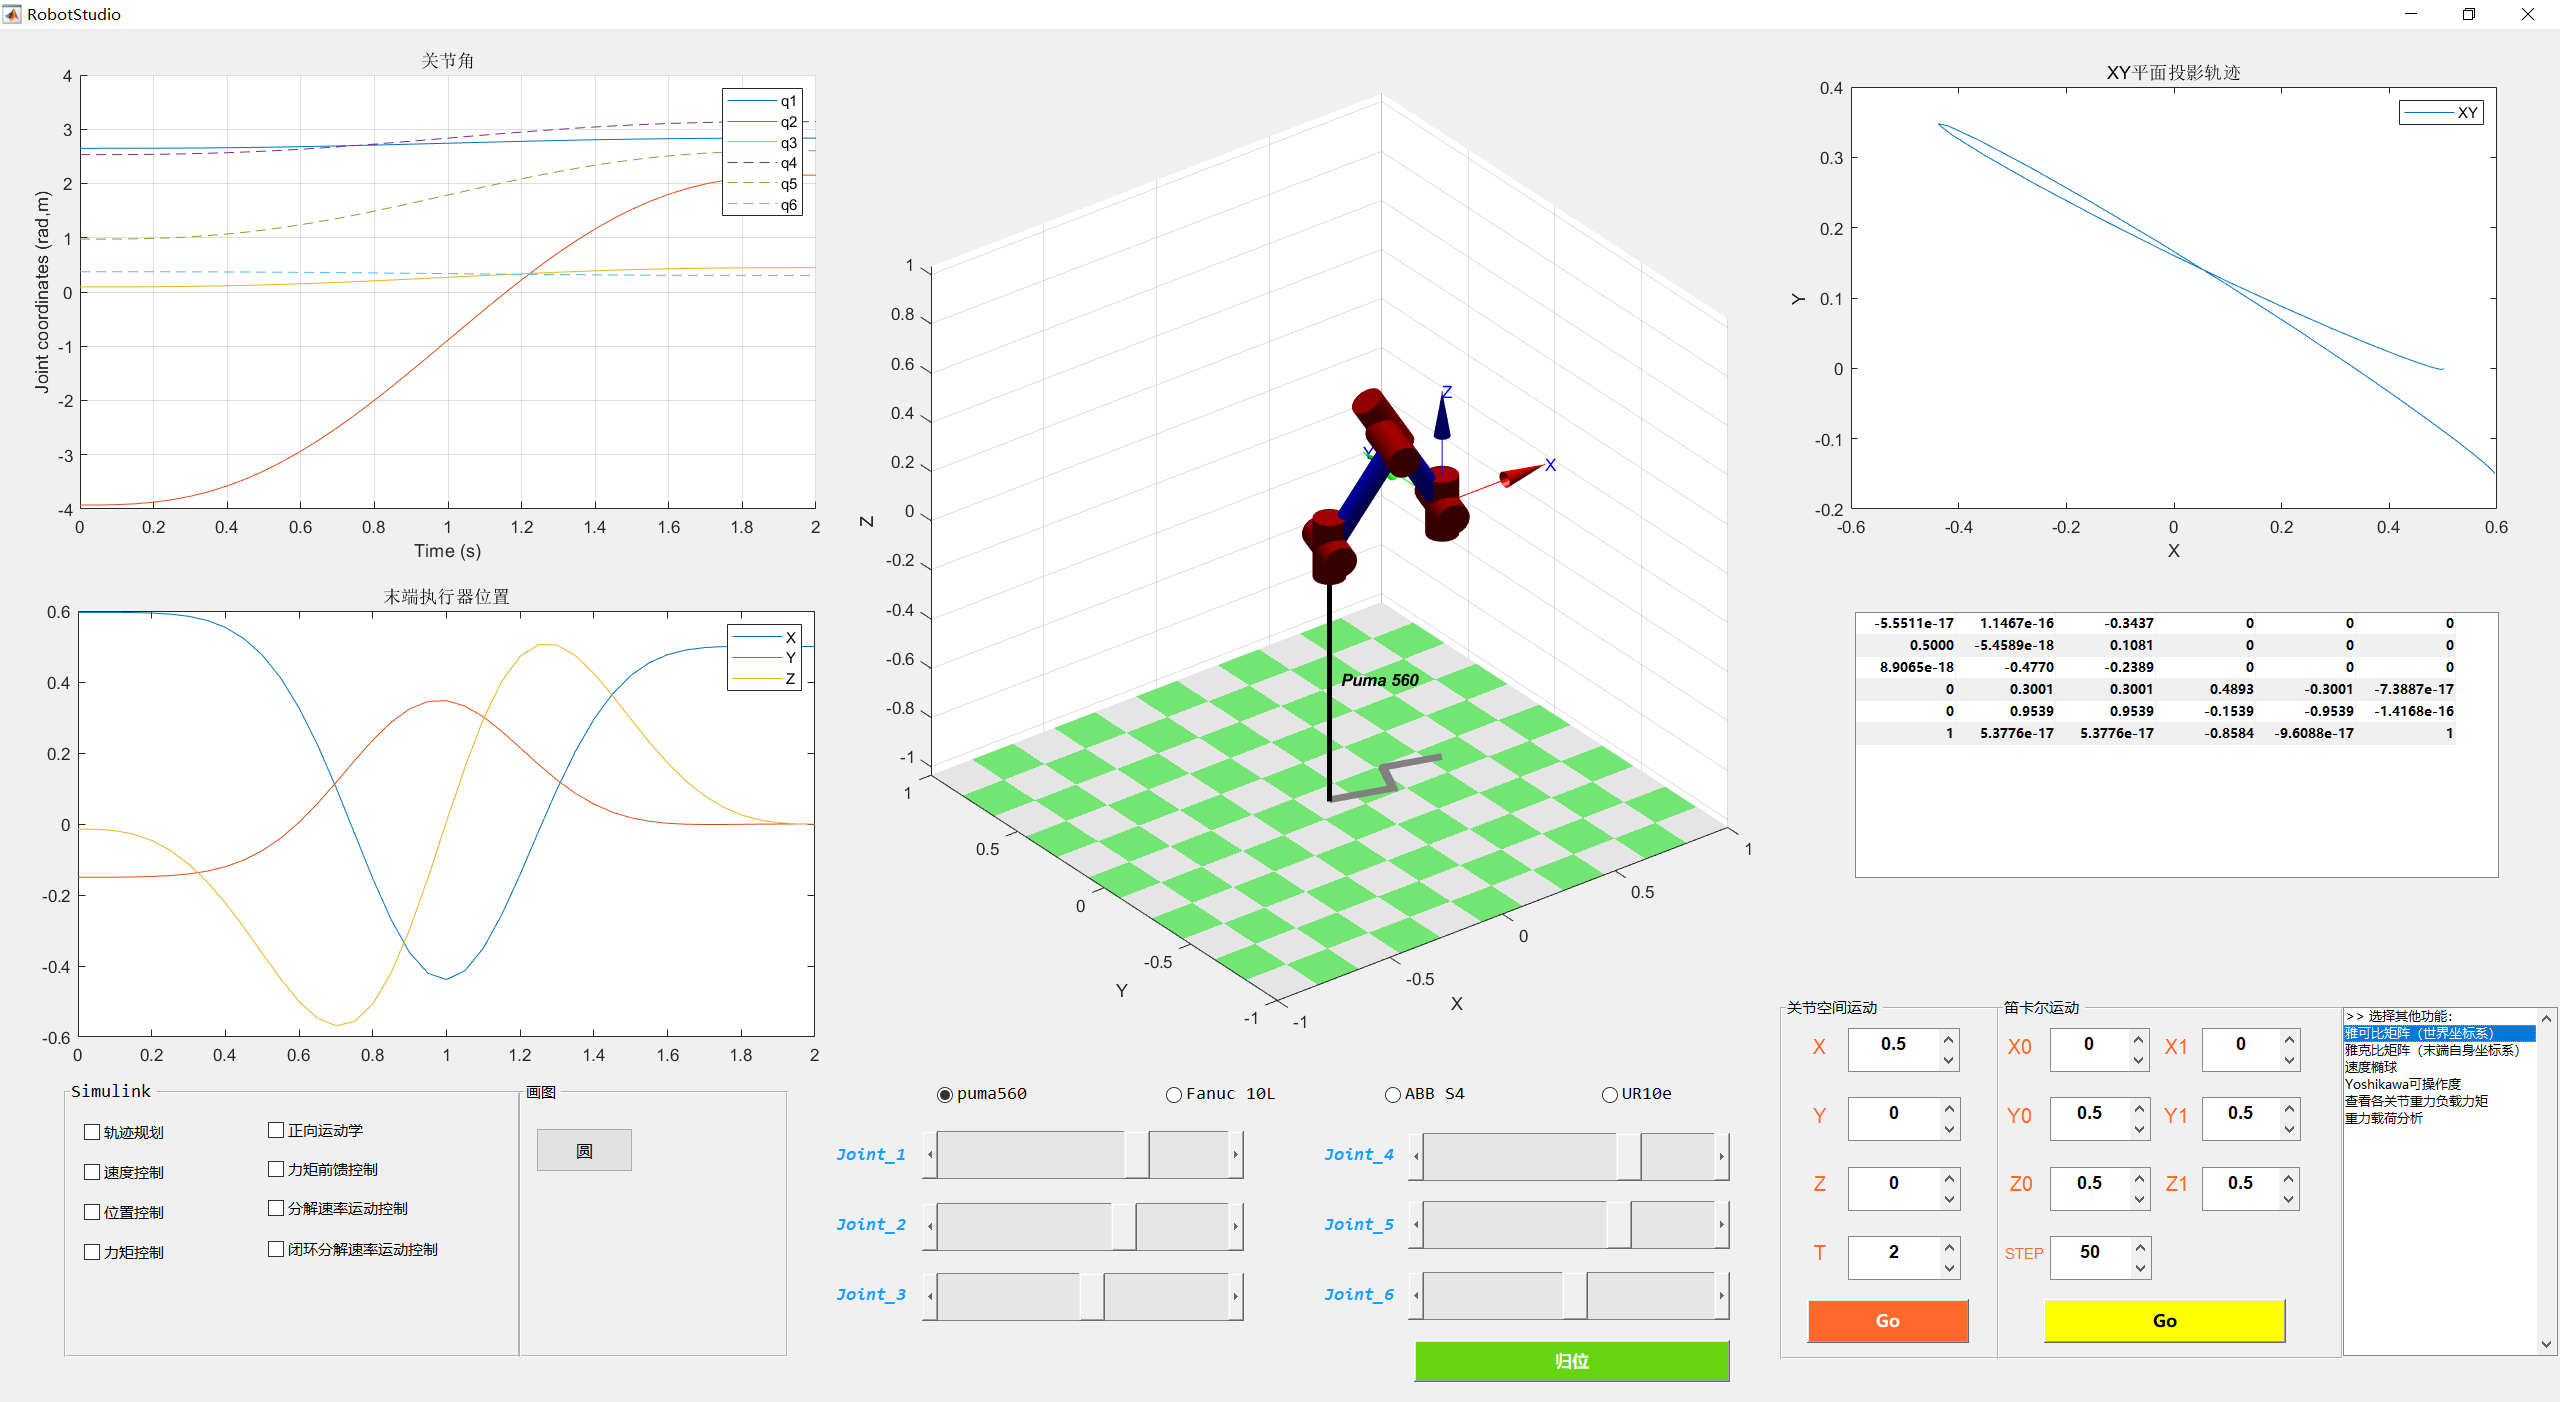 RobotStudio
关节角
4
3
2
1
0
-1
-2
-3
-4
Joint coordinates (rad,m)
0 0.2 0.4 0.6 0.8 1 1.2 1.4 1.6 1.8 2
Time (s)
q1
q2
q3
q4
q5
q6
末端执行器位置
0.6
0.4
0.2
0
-0.2
-0.4
-0.6
0 0.2 0.4 0.6 0.8 1 1.2 1.4 1.6 1.8 2
X
Y
Z
1
0.8
0.6
0.4
0.2
0
-0.2
-0.4
-0.6
-0.8
-1
Z
1
0.5
0
-0.5
-1
Y
-1
-0.5
0
0.5
1
X
Z
X
Y
Puma 560
XY平面投影轨迹
0.4
0.3
0.2
0.1
0
-0.1
-0.2
Y
-0.6 -0.4 -0.2 0 0.2 0.4 0.6
X
XY
-5.5511e-17 1.1467e-16 -0.3437 0 0 0
0.5000 -5.4589e-18 0.1081 0 0 0
8.9065e-18 -0.4770 -0.2389 0 0 0
0 0.3001 0.3001 0.4893 -0.3001 -7.3887e-17
0 0.9539 0.9539 -0.1539 -0.9539 -1.4168e-16
1 5.3776e-17 5.3776e-17 -0.8584 -9.6088e-17 1
Simulink
轨迹规划
速度控制
位置控制
力矩控制
正向运动学
力矩前馈控制
分解速率运动控制
闭环分解速率运动控制
画图
圆
puma560 Fanuc 10L ABB S4 UR10e
Joint_1
Joint_2
Joint_3
Joint_4
Joint_5
Joint_6
归位
关节空间运动
X 0.5
Y 0
Z 0
T 2
Go
笛卡尔运动
X0 0 X1 0
Y0 0.5 Y1 0.5
Z0 0.5 Z1 0.5
STEP 50
Go
>> 选择其他功能:
雅可比矩阵（世界坐标系）
雅克比矩阵（末端自身坐标系）
速度椭球
Yoshikawa可操作度
查看各关节重力负载力矩
重力载荷分析